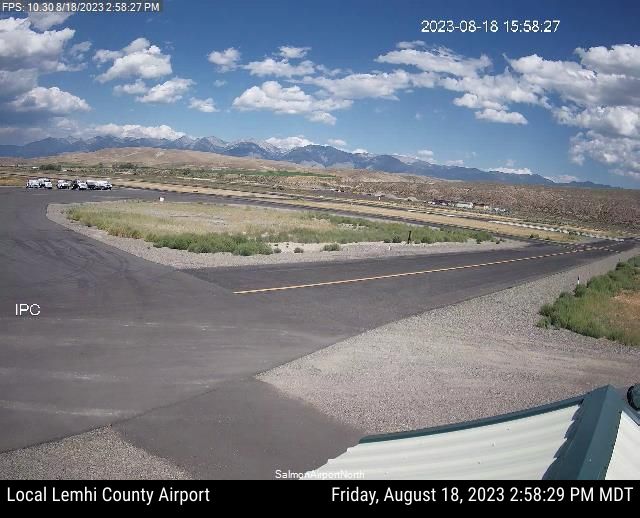 FPS: 10.30 8/18/2023 2:58:27 PM
2023-08-18 15:58:27
IPC
SalmonAirportNorth
Local Lemhi County Airport
Friday, August 18, 2023 2:58:29 PM MDT